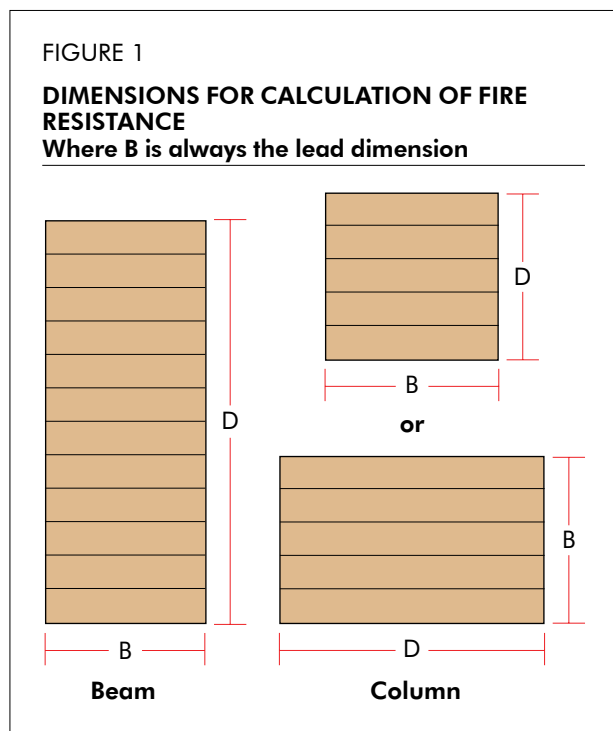 FIGURE 1
DIMENSIONS FOR CALCULATION OF FIRE
RESISTANCE
Where B is always the lead dimension
D
B
Beam
D
B
or
B
D
Column